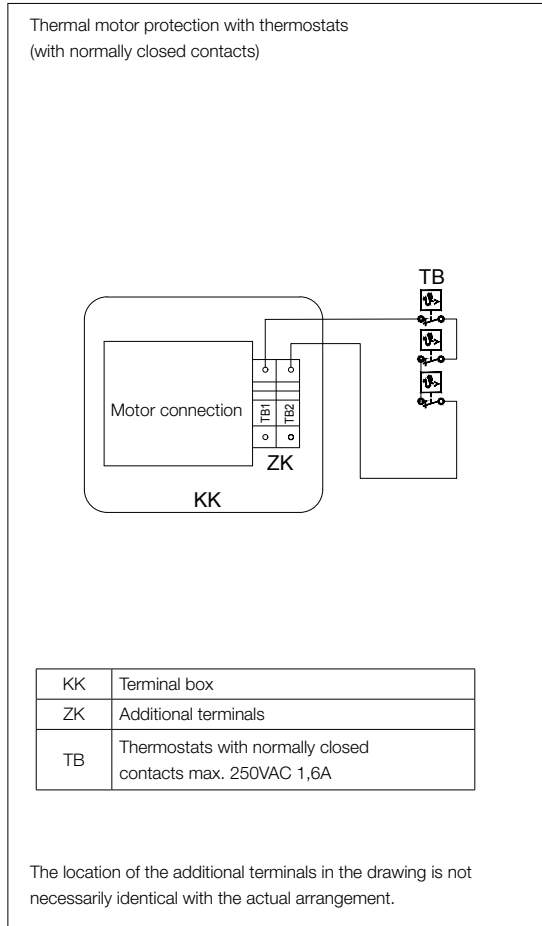 Thermal motor protection with thermostats
(with normally closed contacts)
TB
Motor connection
TB1
TB2
ZK
KK
KK Terminal box
ZK Additional terminals
TB Thermostats with normally closed
contacts max. 250VAC 1,6A
The location of the additional terminals in the drawing is not
necessarily identical with the actual arrangement.